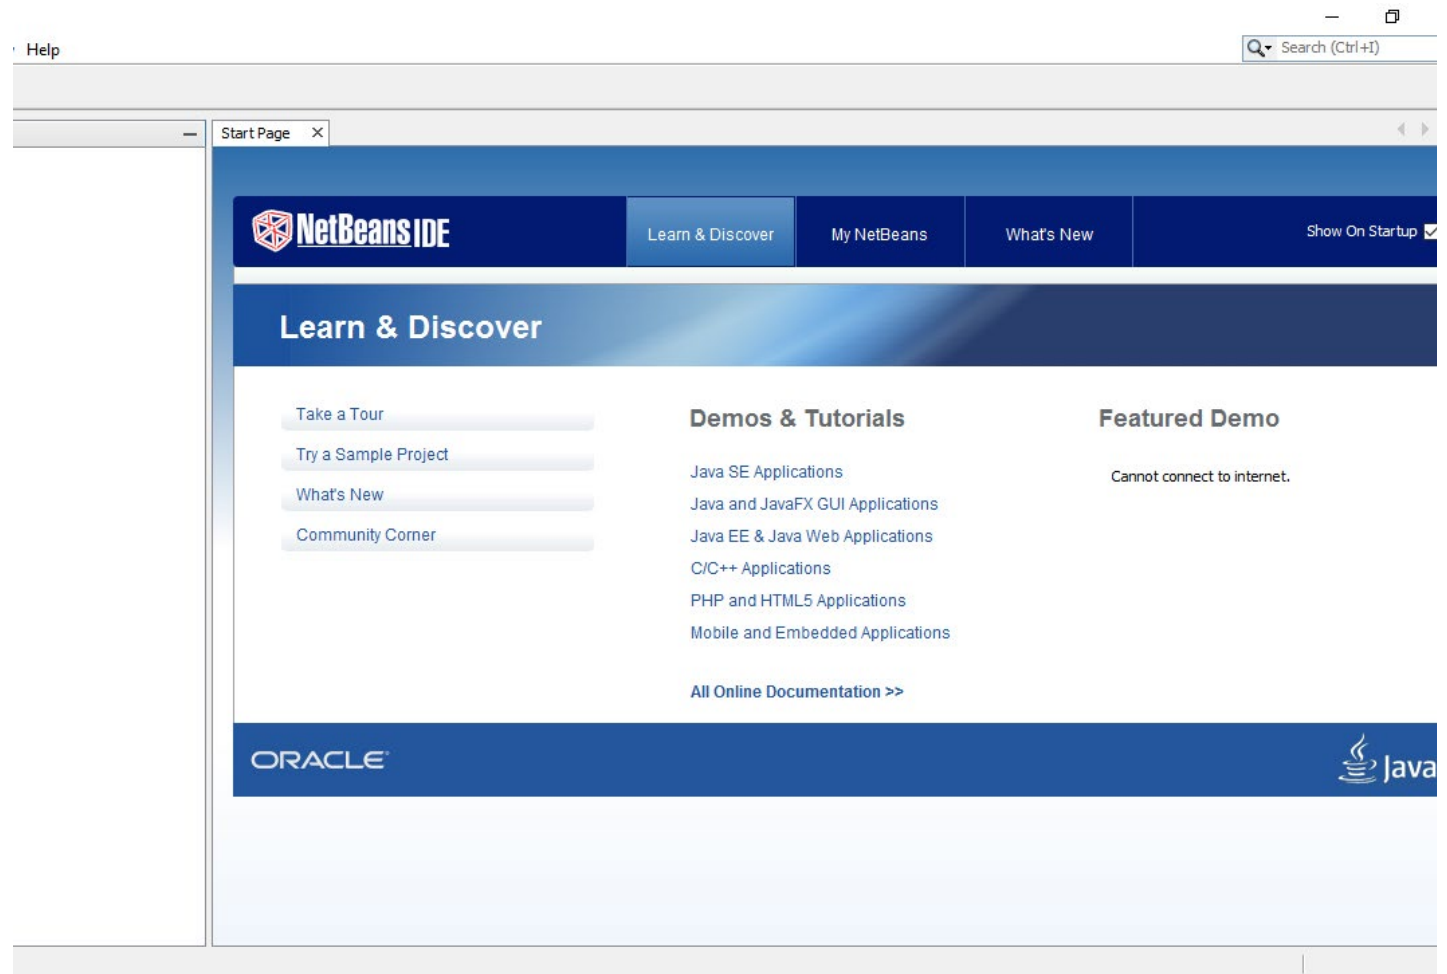 Help
Search (Ctrl+I)
Start Page
NetBeans IDE
Learn & Discover
My NetBeans
What's New
Show On Startup
Learn & Discover
Take a Tour
Try a Sample Project
What's New
Community Corner
Demos & Tutorials
Java SE Applications
Java and JavaFX GUI Applications
Java EE & Java Web Applications
C/C++ Applications
PHP and HTML5 Applications
Mobile and Embedded Applications
All Online Documentation >>
Featured Demo
Cannot connect to internet.
ORACLE
Java